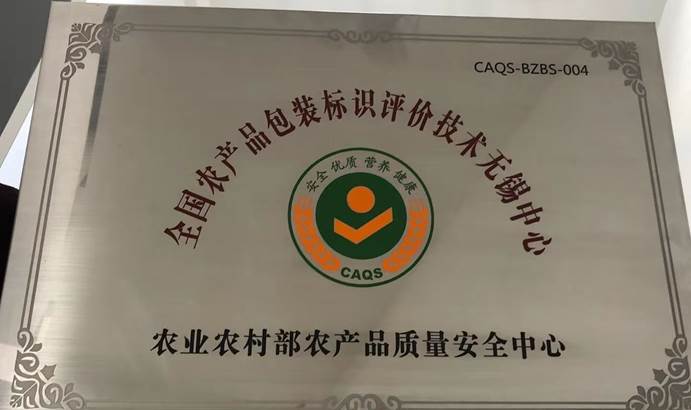 CAQS-BZBS-004
全国农产品包装标识评价技术无锡中心
安全 优质 营养 健康
CAQS
农业农村部农产品质量安全中心